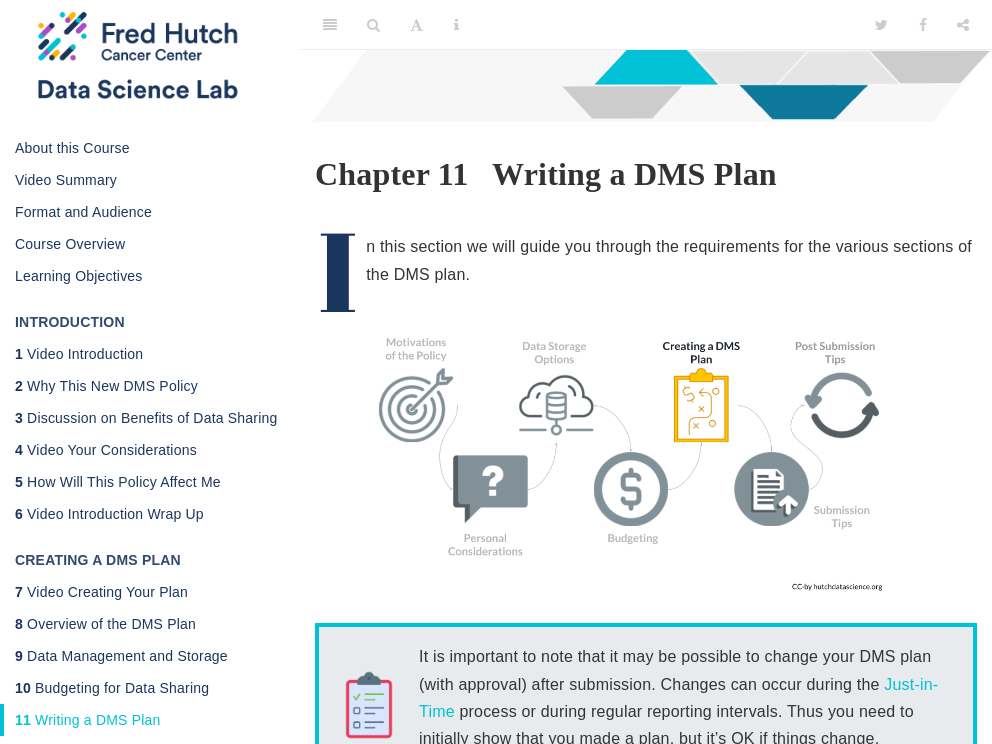 Fred Hutch
Cancer Center
Data Science Lab
About this Course
Video Summary
Format and Audience
Course Overview
Learning Objectives
INTRODUCTION
1 Video Introduction
2 Why This New DMS Policy
3 Discussion on Benefits of Data Sharing
4 Video Your Considerations
5 How Will This Policy Affect Me
6 Video Introduction Wrap Up
CREATING A DMS PLAN
7 Video Creating Your Plan
8 Overview of the DMS Plan
9 Data Management and Storage
10 Budgeting for Data Sharing
11 Writing a DMS Plan
Chapter 11 Writing a DMS Plan
In this section we will guide you through the requirements for the various sections of
the DMS plan.
Motivations
of the Policy
Data Storage
Options
Creating a DMS
Plan
Post Submission
Tips
Personal
Considerations
Budgeting
Submission
Tips
CC-by hutchdatascience.org
It is important to note that it may be possible to change your DMS plan
(with approval) after submission. Changes can occur during the Just-in-
Time process or during regular reporting intervals. Thus you need to
initially show that you made a plan, but it's OK if things change.